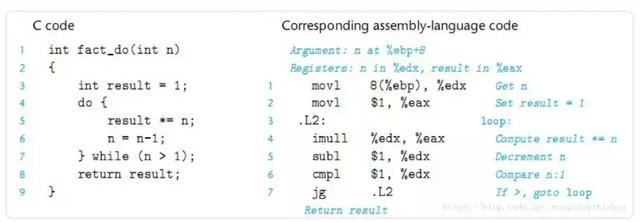 C code
1 int fact_do(int n)
2 {
3 int result = 1;
4 do {
5 result *= n;
6 n = n-1;
7 } while (n > 1);
8 return result;
9 }
Corresponding assembly-language code
Argument: n at %ebp+8
Registers: n in %edx, result in %eax
1 movl 8(%ebp), %edx Get n
2 movl $1, %eax Set result = 1
3 .L2: loop:
4 imull %edx, %eax Compute result *= n
5 subl $1, %edx Decrement n
6 cmpl $1, %edx Compare n:1
7 jg .L2 If >, goto loop
Return result